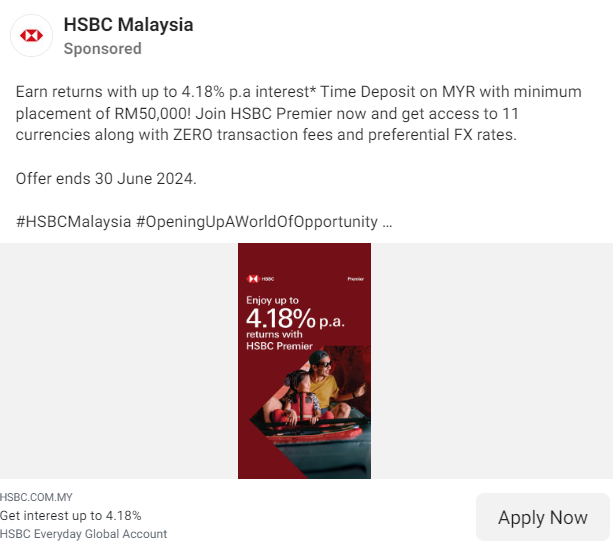 HSBC Malaysia
Sponsored
Earn returns with up to 4.18% p.a interest* Time Deposit on MYR with minimum
placement of RM50,000! Join HSBC Premier now and get access to 11
currencies along with ZERO transaction fees and preferential FX rates.
Offer ends 30 June 2024.
#HSBCMalaysia #OpeningUpAWorldOfOpportunity ...
HSBC Premier
Enjoy up to
4.18% p.a.
returns with
HSBC Premier
HSBC.COM.MY
Get interest up to 4.18%
HSBC Everyday Global Account
Apply Now